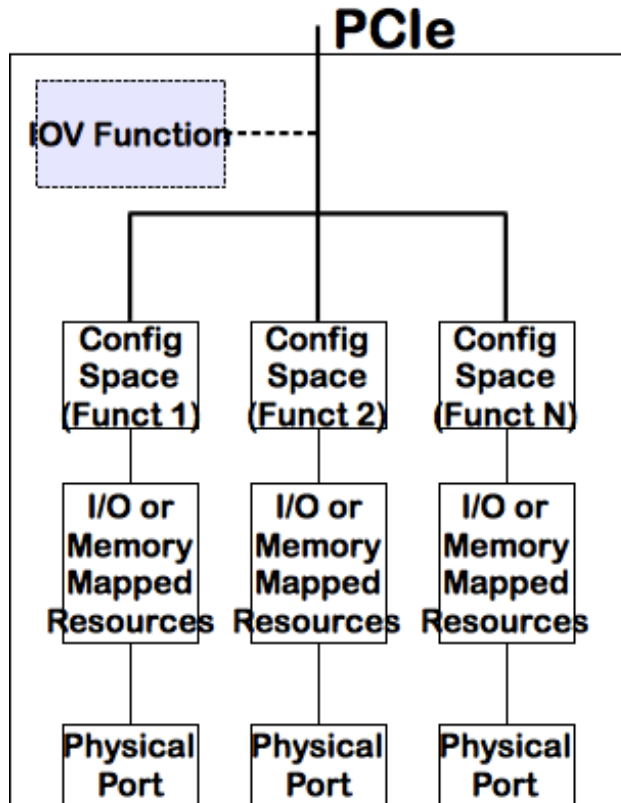 PCIe
IOV Function
Config
Space
(Funct 1)
Config
Space
(Funct 2)
Config
Space
(Funct N)
I/O or
Memory
Mapped
Resources
I/O or
Memory
Mapped
Resources
I/O or
Memory
Mapped
Resources
Physical
Port
Physical
Port
Physical
Port